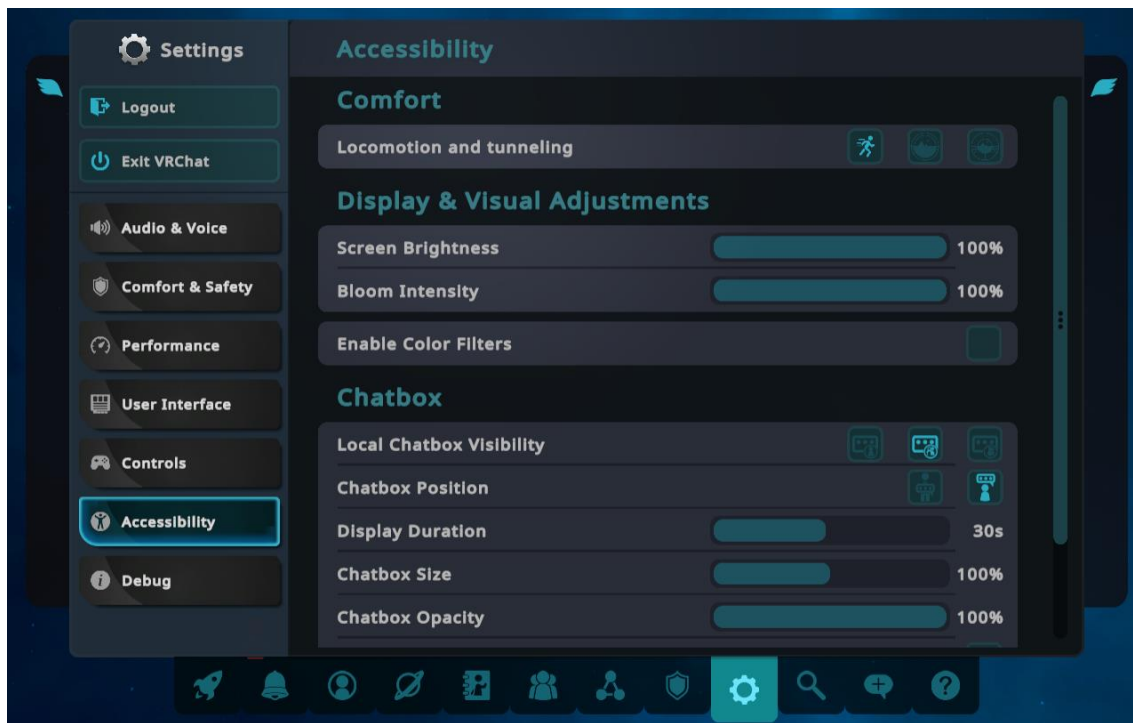 Settings
Logout
Exit VRChat
Audio & Voice
Comfort & Safety
Performance
User Interface
Controls
Accessibility
Debug
Accessibility
Comfort
Locomotion and tunneling
Display & Visual Adjustments
Screen Brightness 100%
Bloom Intensity 100%
Enable Color Filters
Chatbox
Local Chatbox Visibility
Chatbox Position
Display Duration 30s
Chatbox Size 100%
Chatbox Opacity 100%